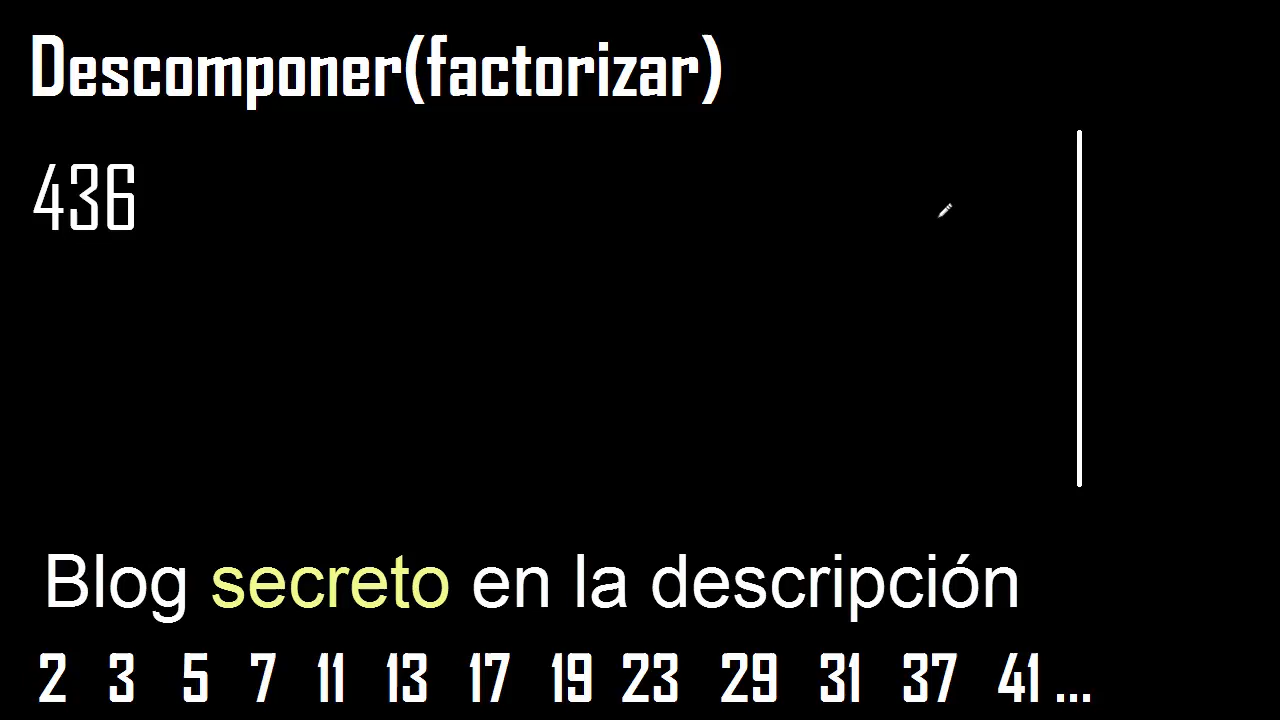 Descomponer(factorizar)
436
Blog secreto en la descripción
2 3 5 7 11 13 17 19 23 29 31 37 41 ...